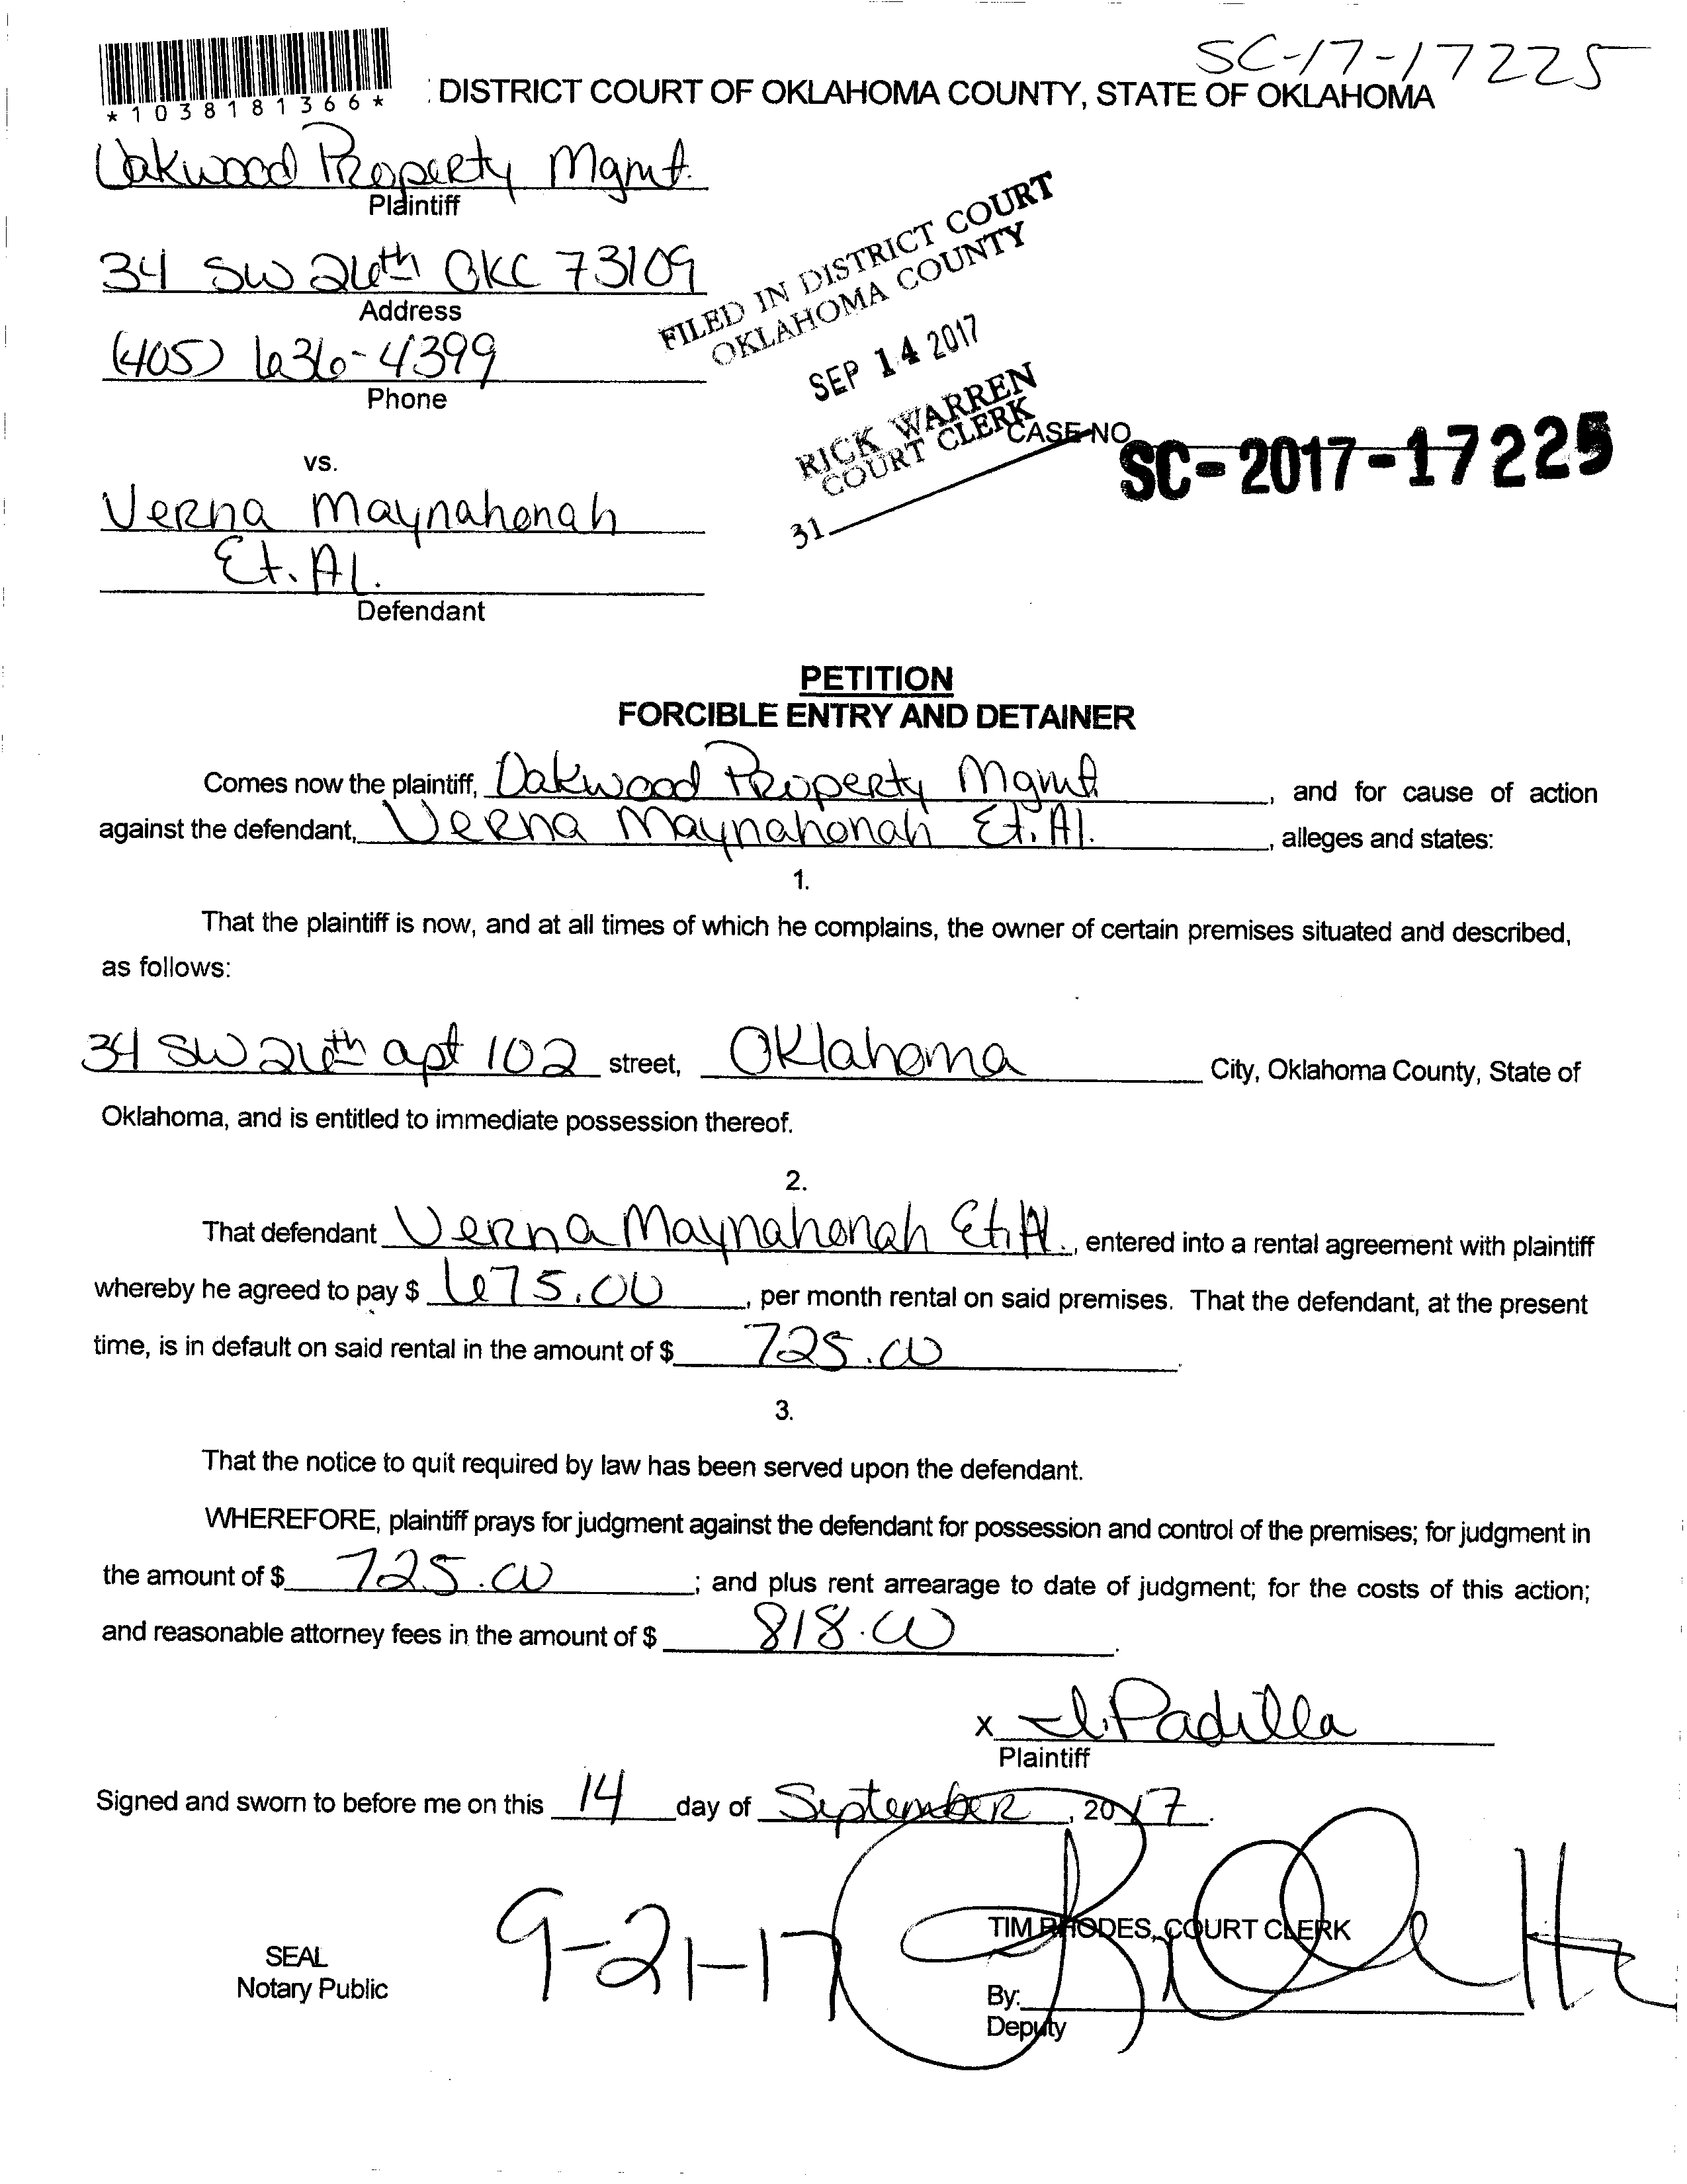 SC-17-17225
*1038181366*
DISTRICT COURT OF OKLAHOMA COUNTY, STATE OF OKLAHOMA
Oakwood Property Mgmt.
Plaintiff
34 SW 26th OKC 73109
Address
(405) 636-4399
Phone
FILED IN DISTRICT COURT
OKLAHOMA COUNTY
SEP 14 2017
RICK WARREN
COURT CLERK
31
CASE NO. SC-2017-17225
vs.
Verna Maynahonah
Et. Al.
Defendant
PETITION
FORCIBLE ENTRY AND DETAINER
Comes now the plaintiff, Oakwood Property Mgmt, and for cause of action
against the defendant, Verna Maynahonah Et. Al., alleges and states:
1.
That the plaintiff is now, and at all times of which he complains, the owner of certain premises situated and described,
as follows:
34 SW 26th apt 102 street, Oklahoma City, Oklahoma County, State of
Oklahoma, and is entitled to immediate possession thereof.
2.
That defendant Verna Maynahonah Et. Al., entered into a rental agreement with plaintiff
whereby he agreed to pay $ 675.00, per month rental on said premises. That the defendant, at the present
time, is in default on said rental in the amount of $ 725.00.
3.
That the notice to quit required by law has been served upon the defendant.
WHEREFORE, plaintiff prays for judgment against the defendant for possession and control of the premises; for judgment in
the amount of $ 725.00; and plus rent arrearage to date of judgment; for the costs of this action;
and reasonable attorney fees in the amount of $ 818.00.
x Padilla
Plaintiff
Signed and sworn to before me on this 14 day of September, 2017.
9-21-17
TIM RHODES, COURT CLERK
SEAL
Notary Public
By:
Deputy